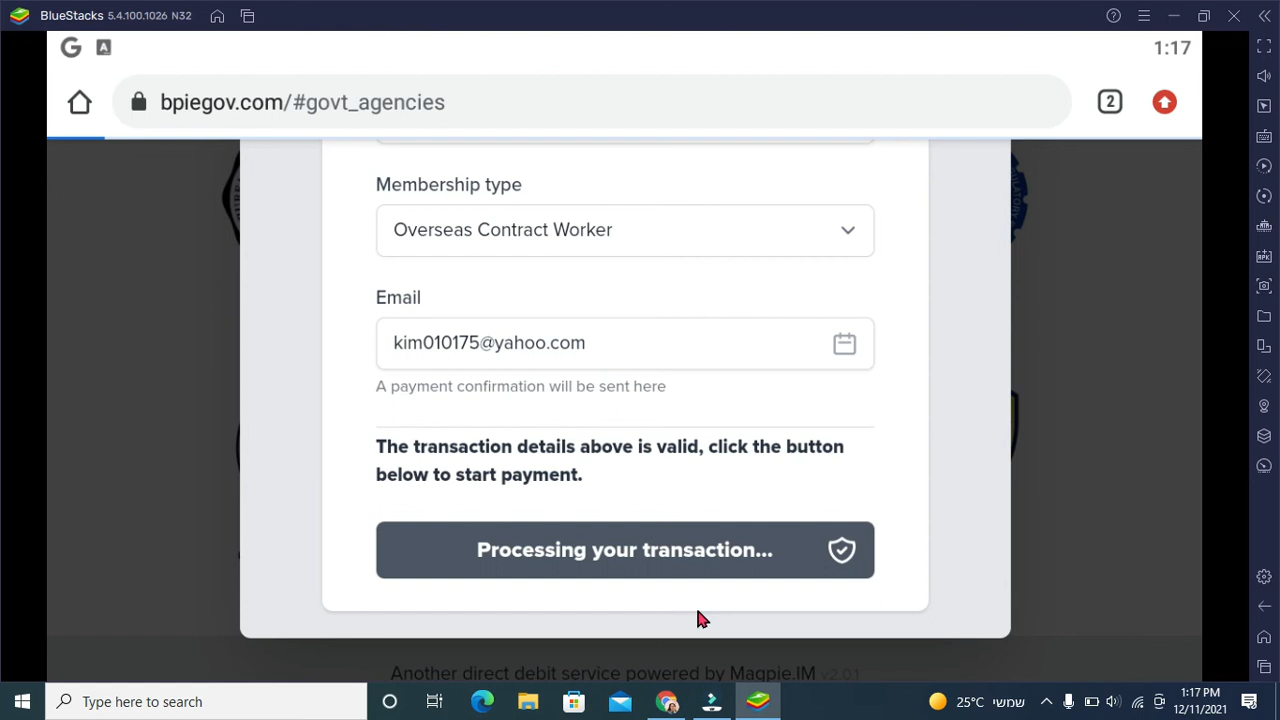 BlueStacks 5.4.100.1026 N32
G A 1:17
bpiegov.com/#govt_agencies 2
Membership type
Overseas Contract Worker
Email
kim010175@yahoo.com
A payment confirmation will be sent here
The transaction details above is valid, click the button
below to start payment.
Processing your transaction...
Another direct debit service powered by Magpie.IM v2.0.1
Type here to search
25°C שמשי
1:17 PM
12/11/2021